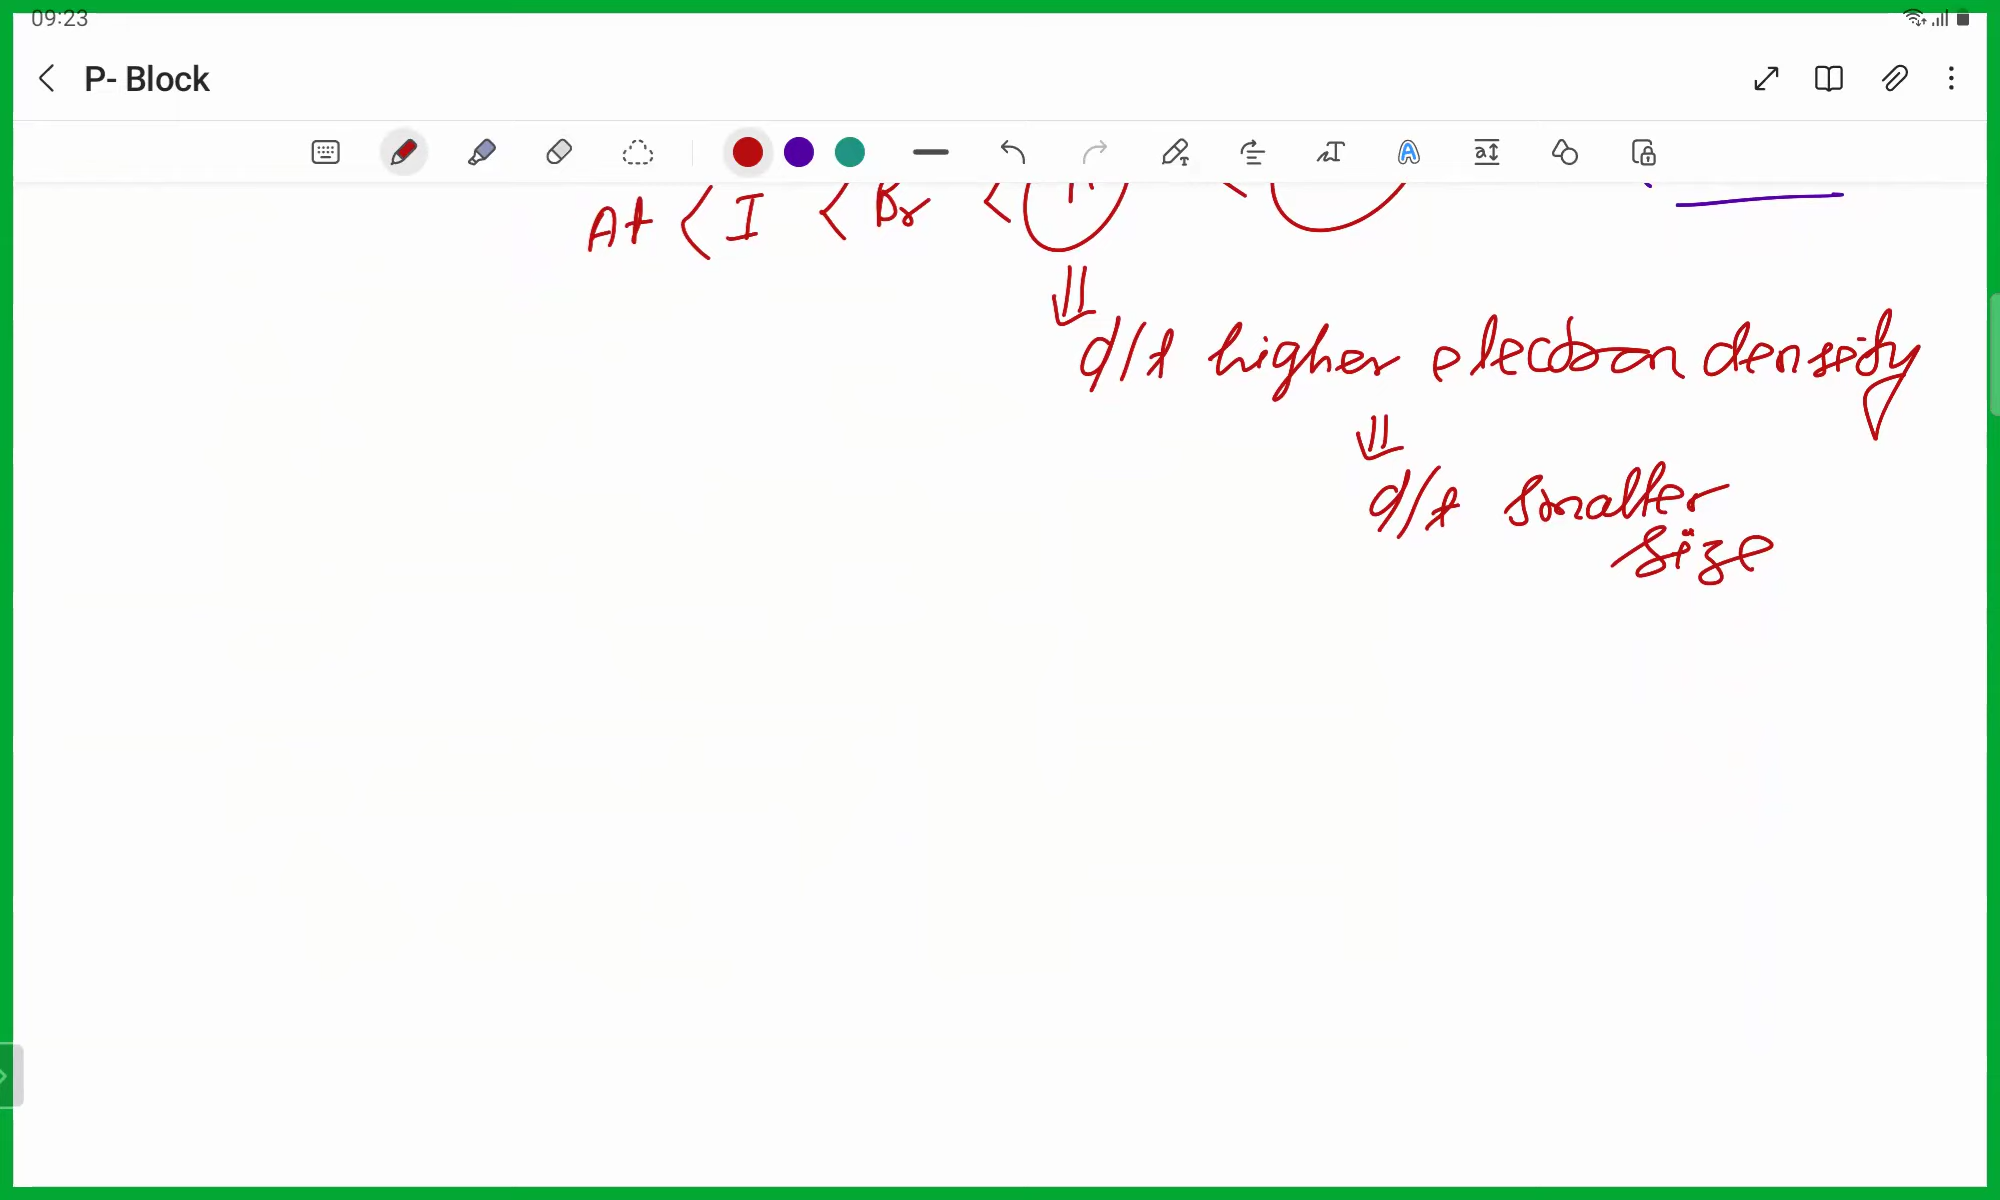 09:23
P- Block
At < I < Br <
d/t higher electron density
d/t smaller
size